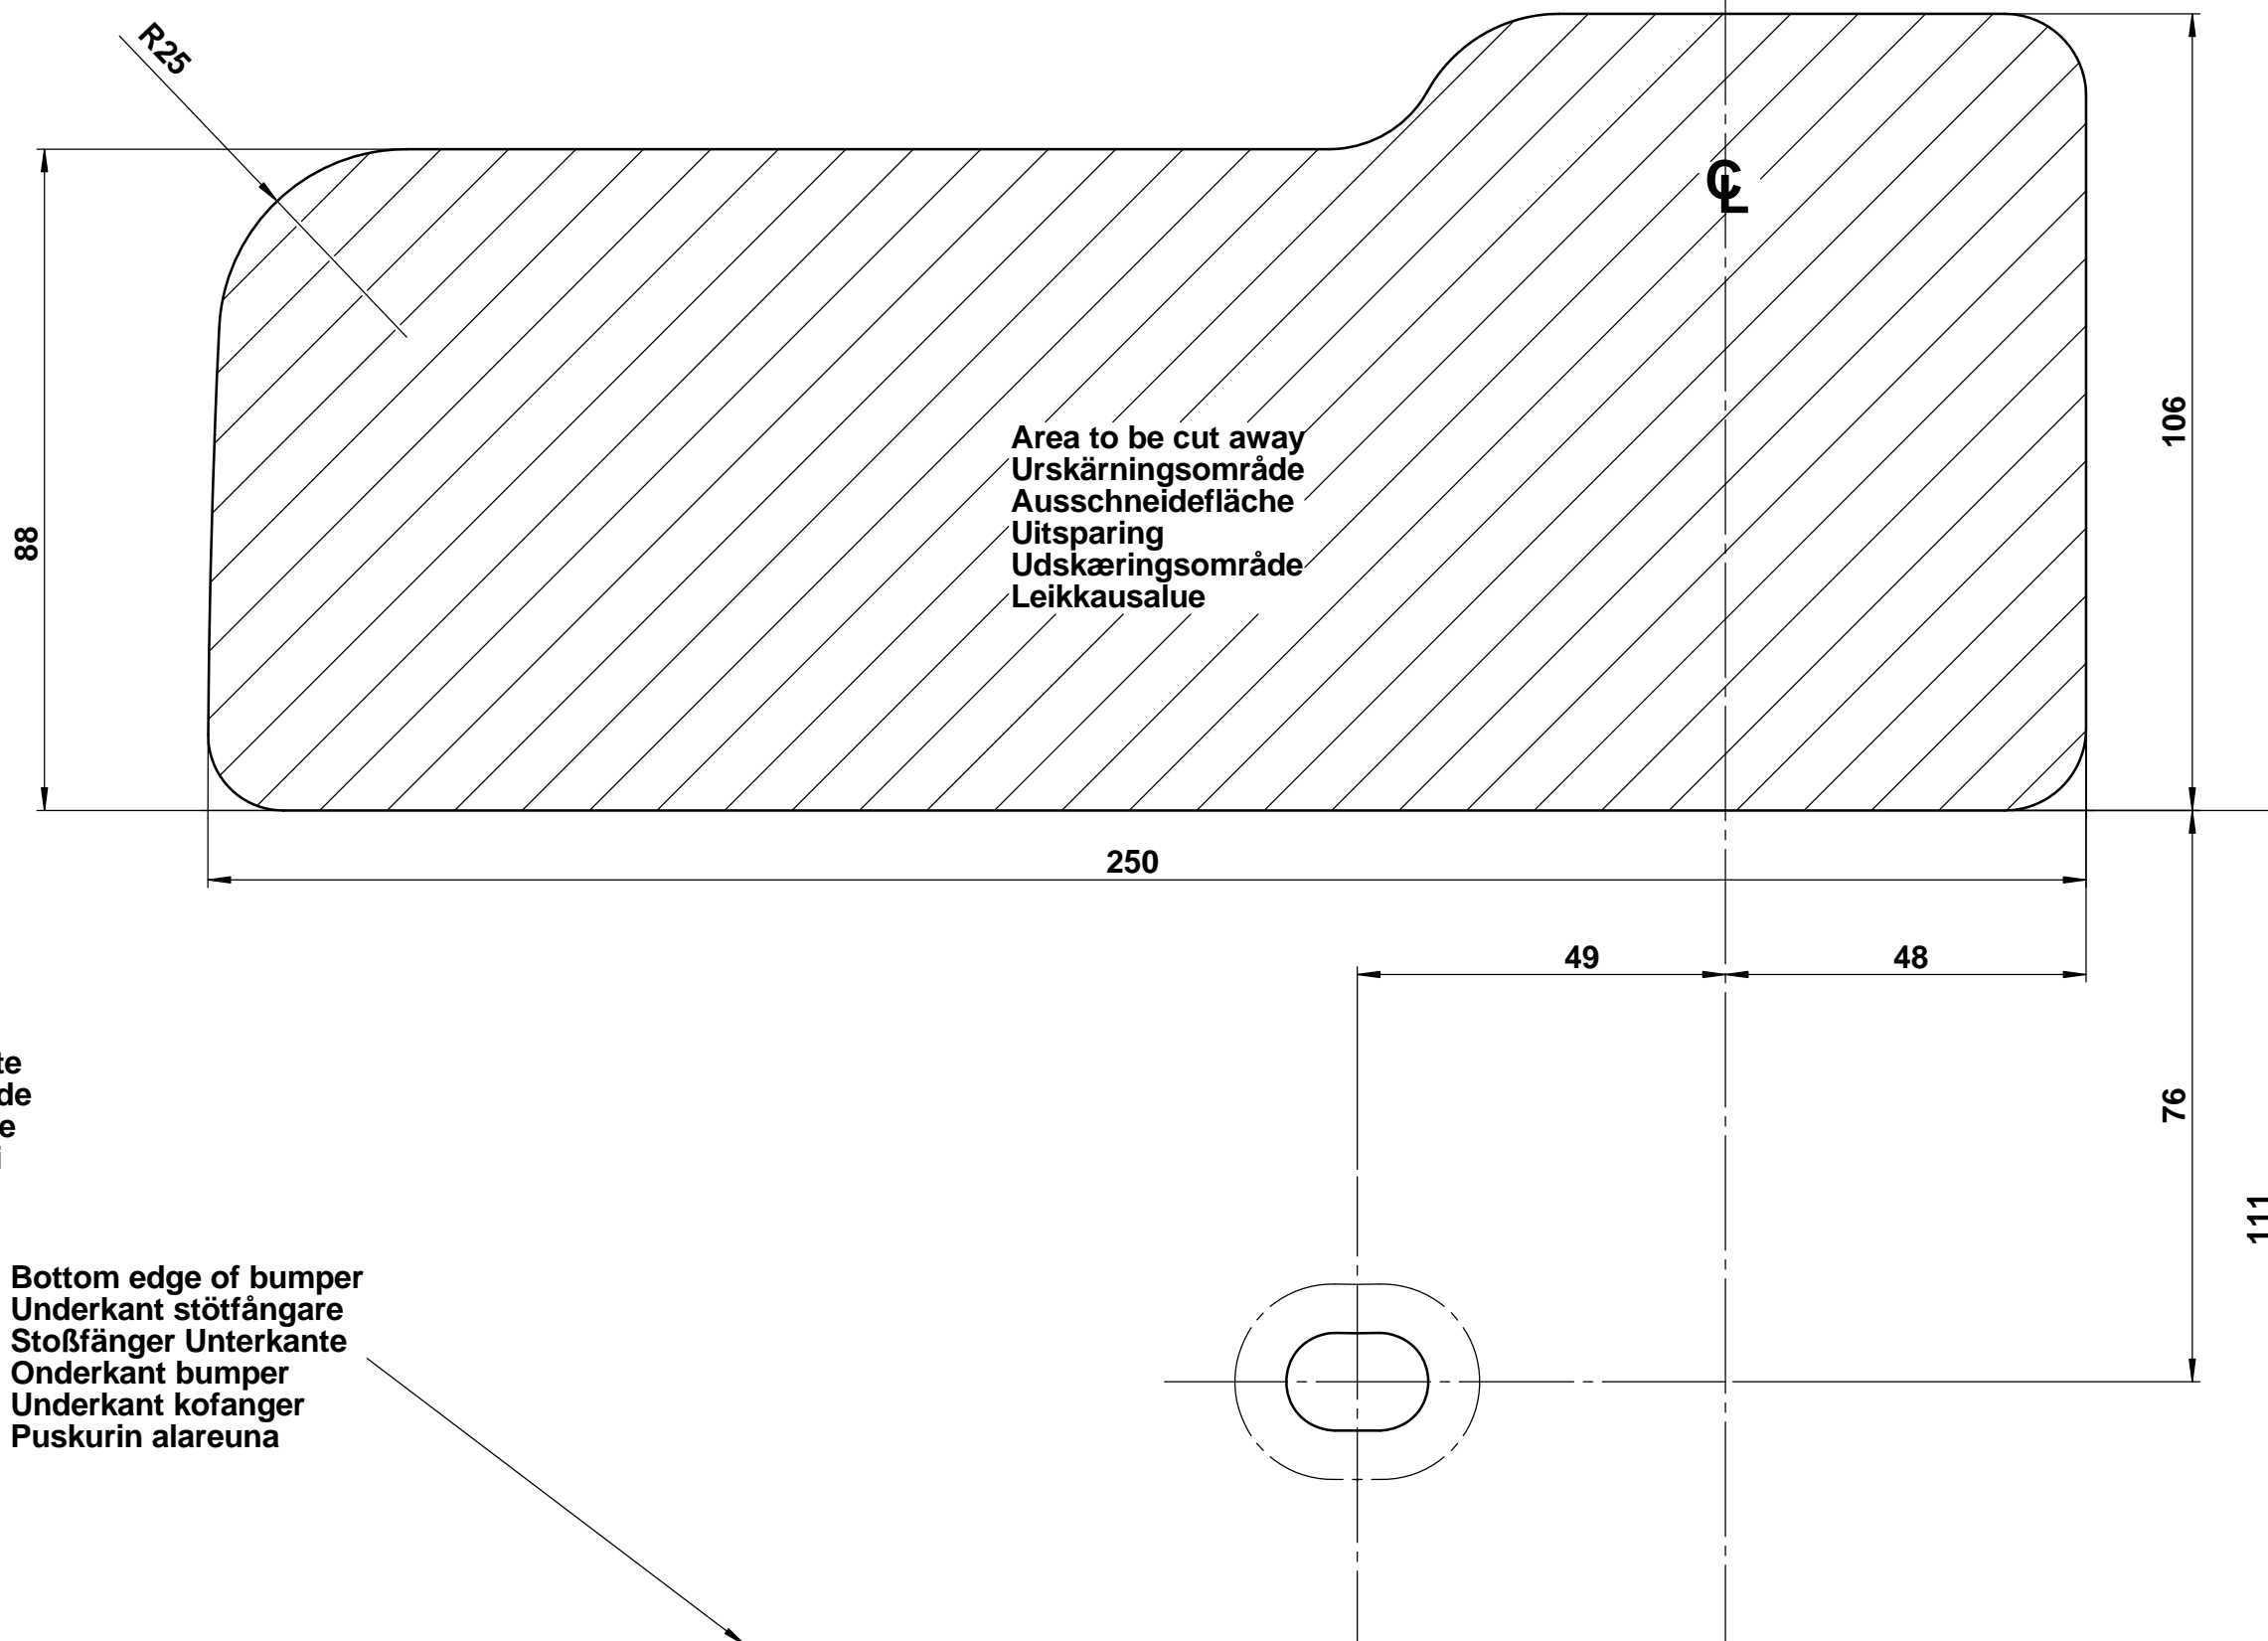 R25
℄
88
106
Area to be cut away
Urskärningsområde
Ausschneidefläche
Uitsparing
Udskæringsområde
Leikkausalue
250
49
48
76
111
Bottom edge of bumper
Underkant stötfångare
Stoßfänger Unterkante
Onderkant bumper
Underkant kofanger
Puskurin alareuna